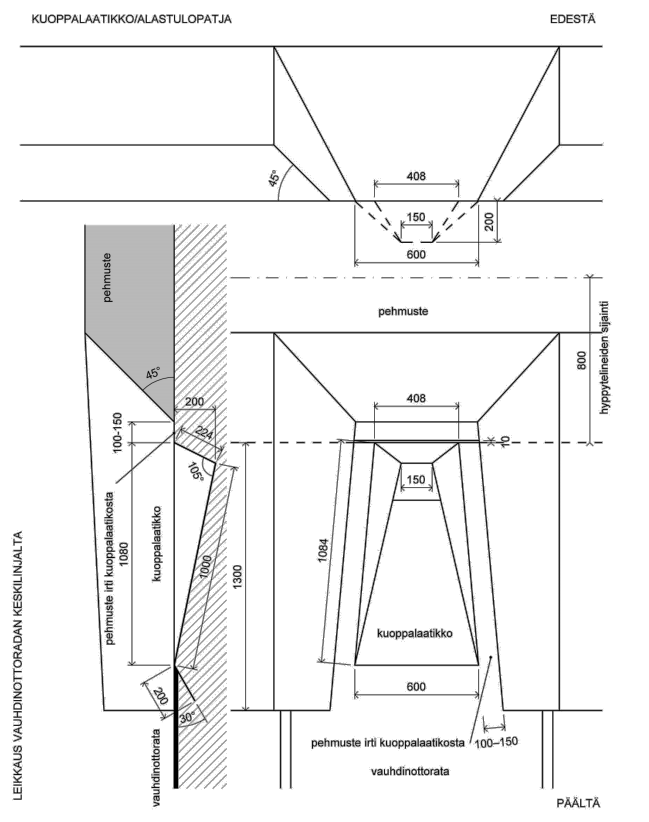 KUOPPALAATIKKO/ALASTULOPATJA
EDESTÄ
45°
408
150
200
600
pehmuste
pehmuste
hyppytelineiden sijainti
800
45°
200
408
100-150
224
10
105°
150
pehmuste irti kuoppalaatikosta
1080
kuoppalaatikko
1000
1300
1084
LEIKKAUS VAUHDINOTTORADAN KESKILINJALTA
kuoppalaatikko
600
200
30°
pehmuste irti kuoppalaatikosta
100–150
vauhdinottorata
vauhdinottorata
PÄÄLTÄ